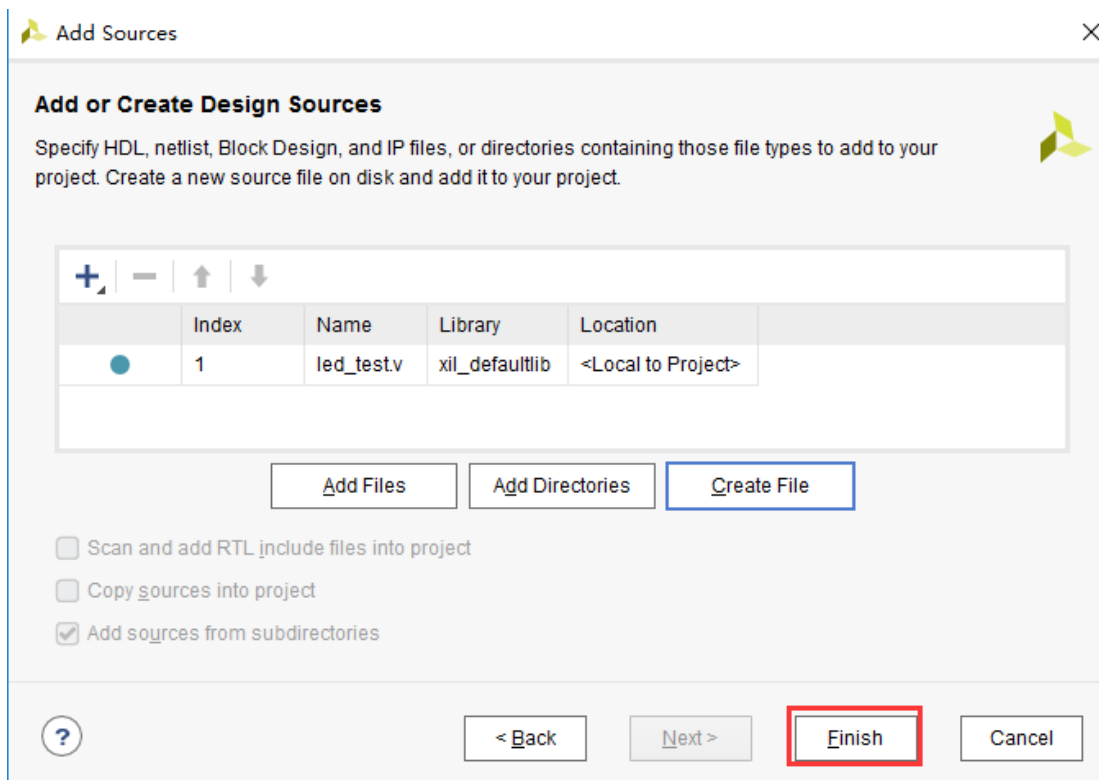 Add Sources
Add or Create Design Sources
Specify HDL, netlist, Block Design, and IP files, or directories containing those file types to add to your
project. Create a new source file on disk and add it to your project.
Index Name Library Location
1 led_test.v xil_defaultlib <Local to Project>
Add Files Add Directories Create File
Scan and add RTL include files into project
Copy sources into project
Add sources from subdirectories
? < Back Next > Finish Cancel